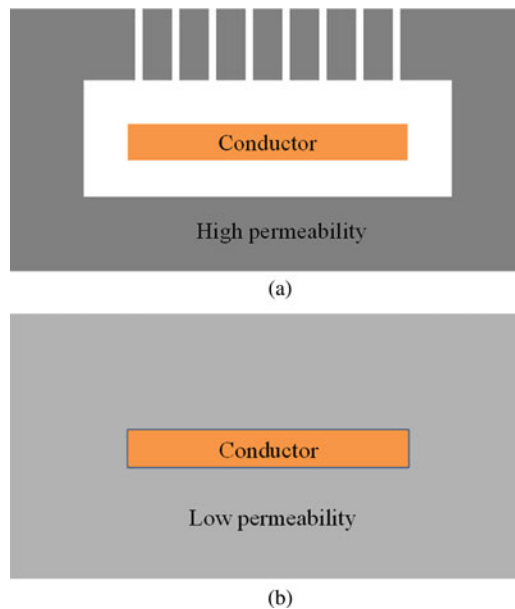 Conductor
High permeability
(a)
Conductor
Low permeability
(b)